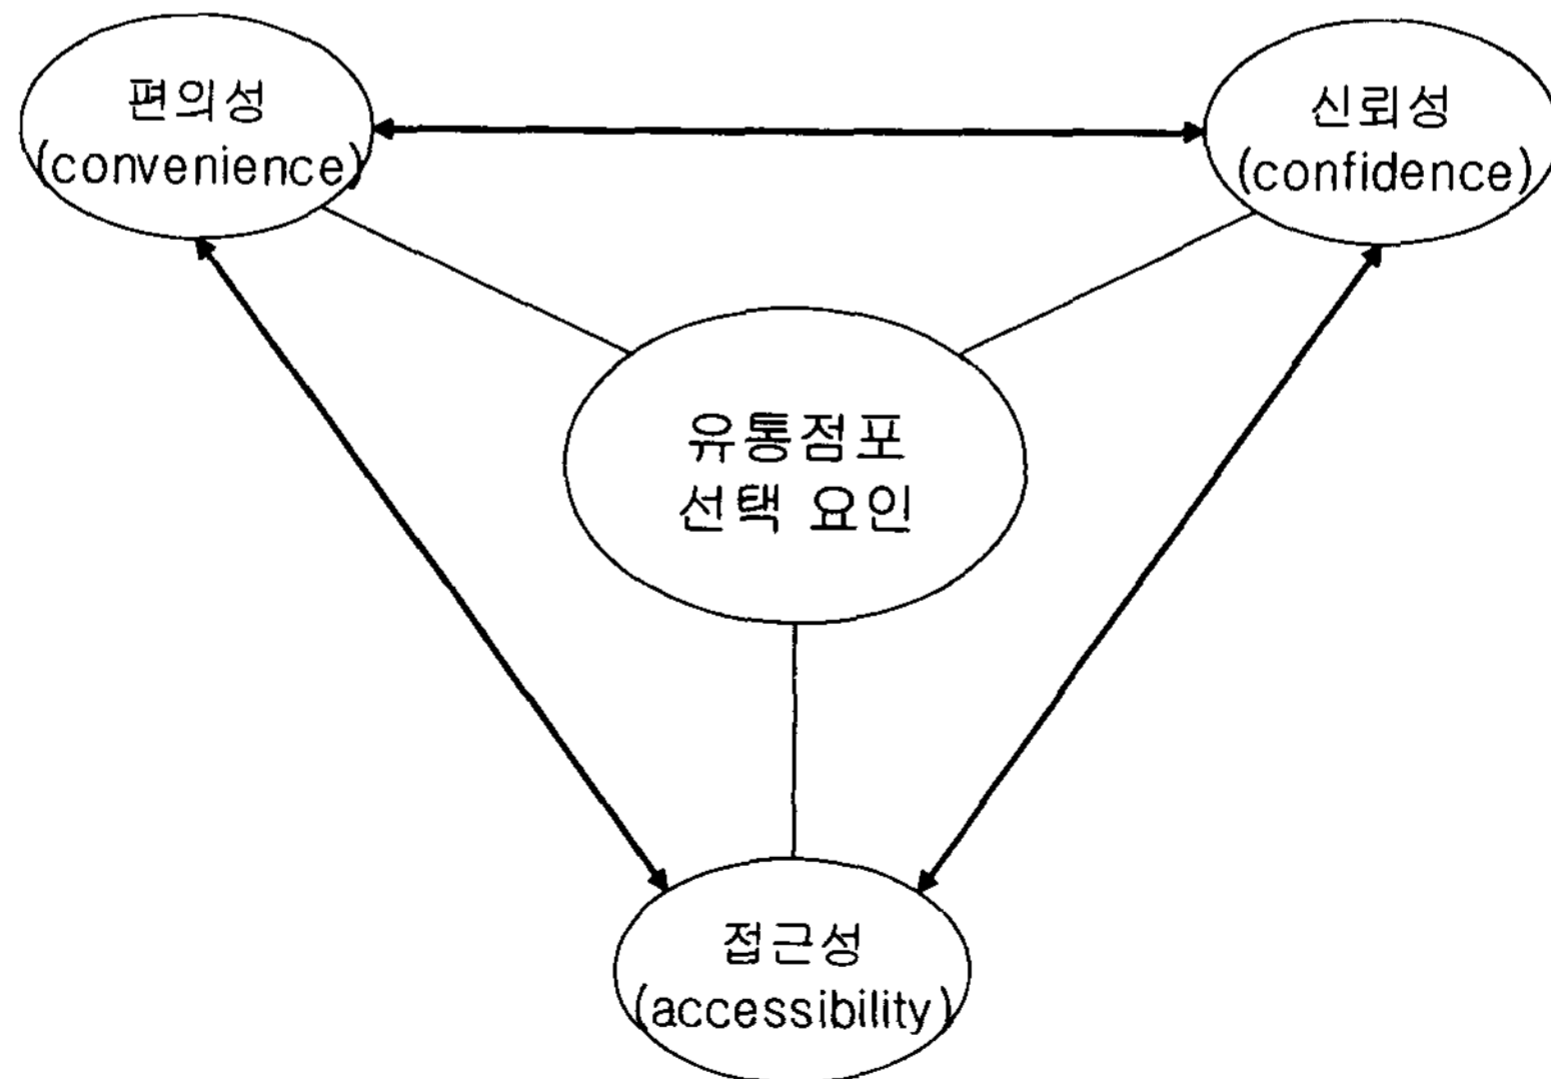 편의성
(convenience)
신뢰성
(confidence)
유통점포
선택 요인
접근성
(accessibility)